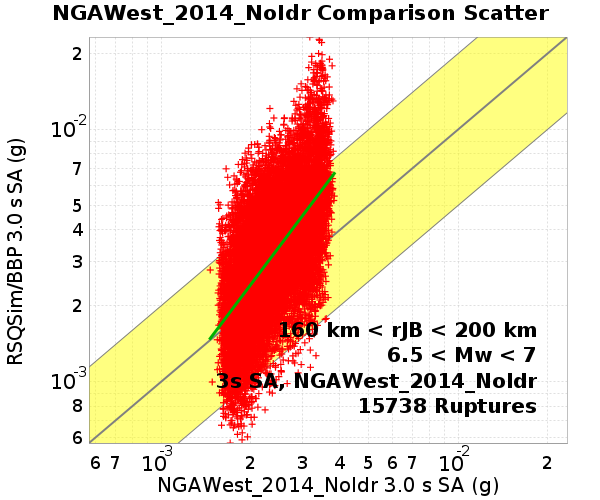 NGAWest_2014_NoIdr Comparison Scatter
RSQSim/BBP 3.0 s SA (g)
2
10-2
7
5
4
3
2
10-3
8
6
160 km < rJB < 200 km
6.5 < Mw < 7
3s SA, NGAWest_2014_NoIdr
15738 Ruptures
6 7 10-3 2 3 4 5 6 7 10-2 2
NGAWest_2014_NoIdr 3.0 s SA (g)